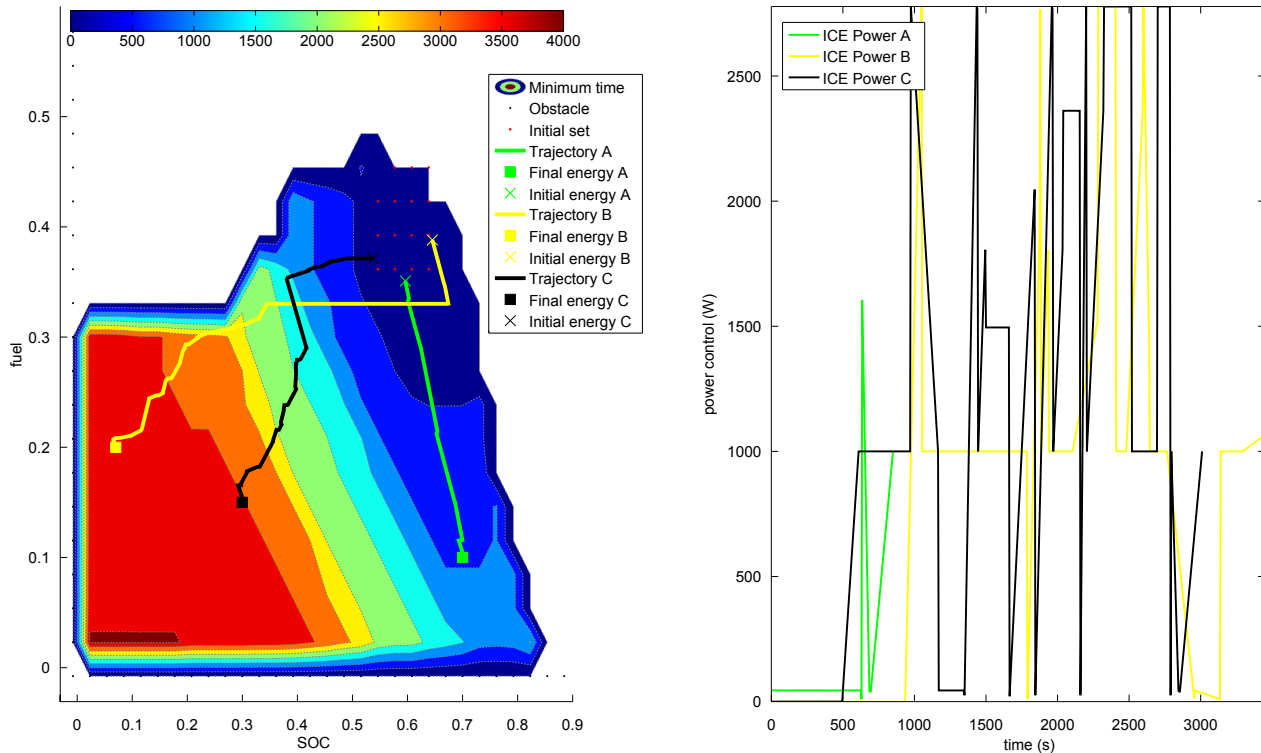 0 500 1000 1500 2000 2500 3000 3500 4000
Minimum time
Obstacle
Initial set
Trajectory A
Final energy A
Initial energy A
Trajectory B
Final energy B
Initial energy B
Trajectory C
Final energy C
Initial energy C
0.5
0.4
0.3
0.2
0.1
0
fuel
0 0.1 0.2 0.3 0.4 0.5 0.6 0.7 0.8 0.9
SOC
ICE Power A
ICE Power B
ICE Power C
2500
2000
1500
1000
500
0
power control (W)
0 500 1000 1500 2000 2500 3000
time (s)